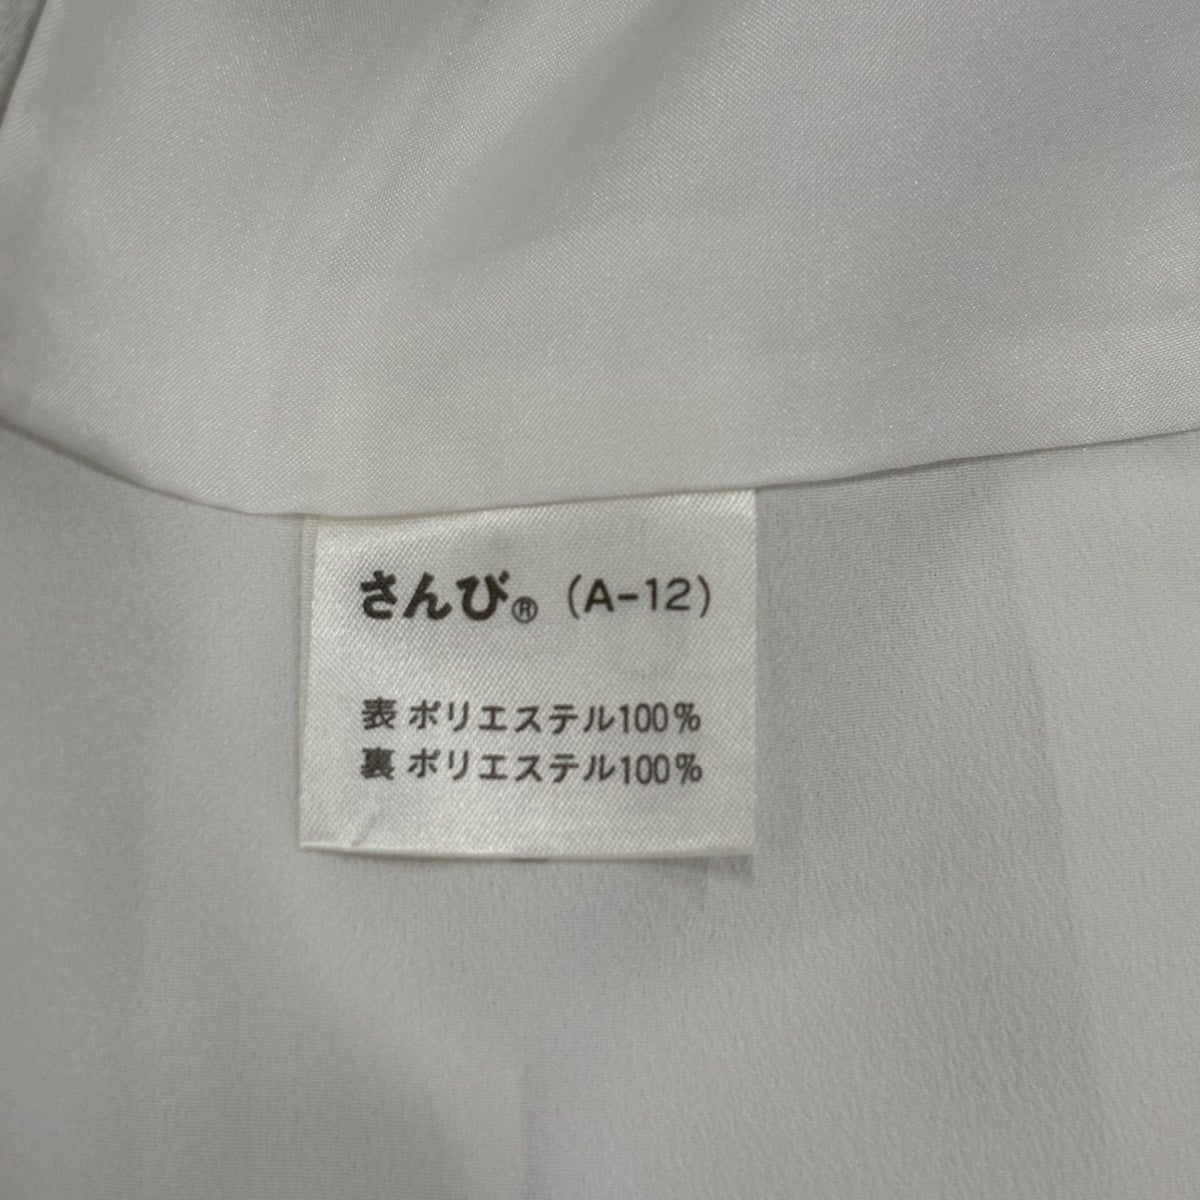 さんび® (A-12)
表 ポリエステル100%
裏 ポリエステル100%